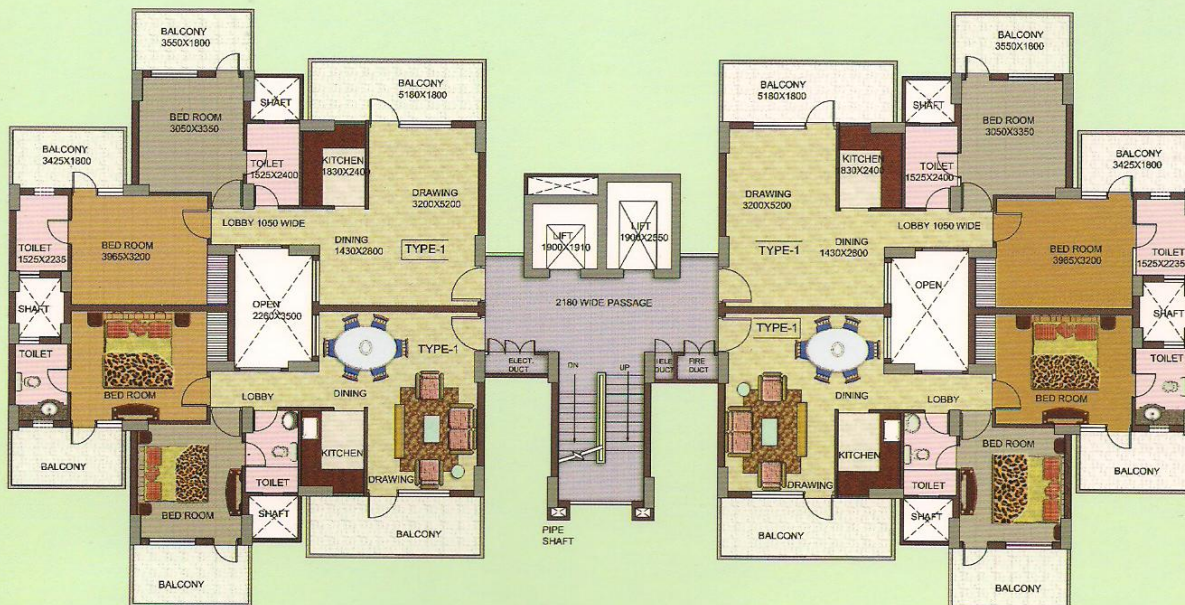 BALCONY
3550X1800
BALCONY
3550X1800
BALCONY
5180X1800
BALCONY
5180X1800
SHAFT
SHAFT
BED ROOM
3050X3350
BED ROOM
3050X3350
BALCONY
3425X1800
TOILET
1525X2400
KITCHEN
1830X2400
DRAWING
3200X5200
DRAWING
3200X5200
KITCHEN
1830X2400
TOILET
1525X2400
BALCONY
3425X1800
LOBBY 1050 WIDE
LOBBY 1050 WIDE
TOILET
1525X2235
BED ROOM
3965X3200
DINING
1430X2800
TYPE-1
LIFT
1900X1910
LIFT
1900X2550
TYPE-1
DINING
1430X2800
BED ROOM
3965X3200
TOILET
1525X2235
SHAFT
OPEN
2260X3500
2180 WIDE PASSAGE
OPEN
SHAFT
TYPE-1
TYPE-1
TOILET
BED ROOM
LOBBY
DINING
ELECT.
DUCT
DN
UP
ELE
DUCT
FIRE
DUCT
DINING
LOBBY
BED ROOM
TOILET
BALCONY
BED ROOM
TOILET
KITCHEN
DRAWING
DRAWING
KITCHEN
TOILET
BED ROOM
BALCONY
SHAFT
SHAFT
BALCONY
PIPE
SHAFT
BALCONY
BALCONY
BALCONY